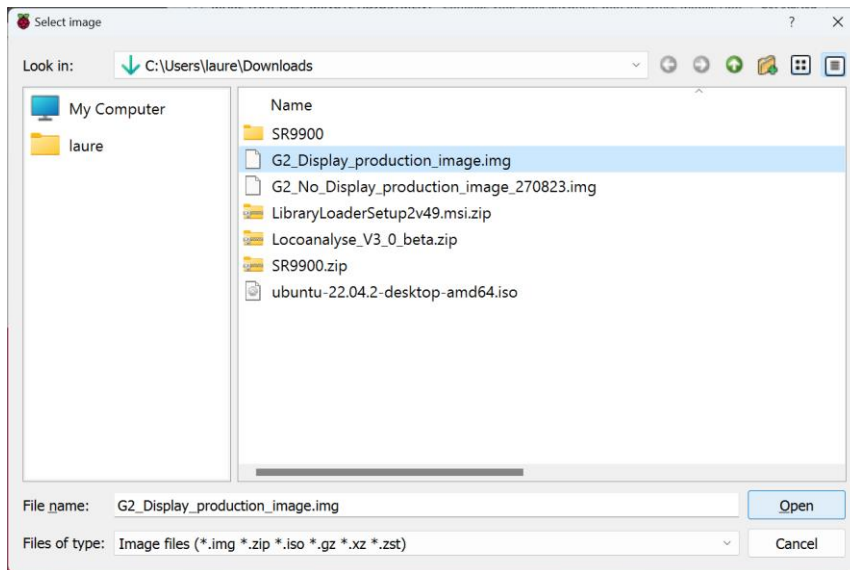 Select image
?
Look in:
C:\Users\laure\Downloads
My Computer
laure
Name
SR9900
G2_Display_production_image.img
G2_No_Display_production_image_270823.img
LibraryLoaderSetup2v49.msi.zip
Locoanalyse_V3_0_beta.zip
SR9900.zip
ubuntu-22.04.2-desktop-amd64.iso
File name: G2_Display_production_image.img
Open
Files of type: Image files (*.img *.zip *.iso *.gz *.xz *.zst)
Cancel